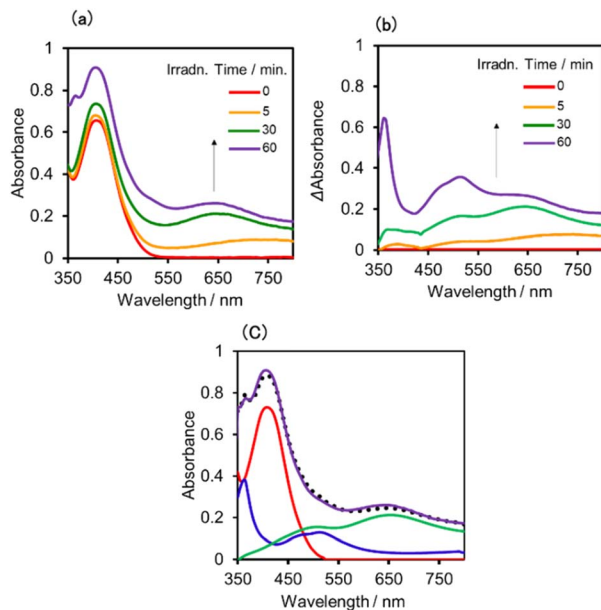 (a)
Irradn. Time / min.
0
5
30
60
1
0.8
0.6
0.4
0.2
0
Absorbance
350 450 550 650 750
Wavelength / nm
(b)
Irradn. Time / min.
0
5
30
60
1
0.8
0.6
0.4
0.2
0
ΔAbsorbance
350 450 550 650 750
Wavelength / nm
(C)
1
0.8
0.6
0.4
0.2
0
Absorbance
350 450 550 650 750
Wavelength / nm